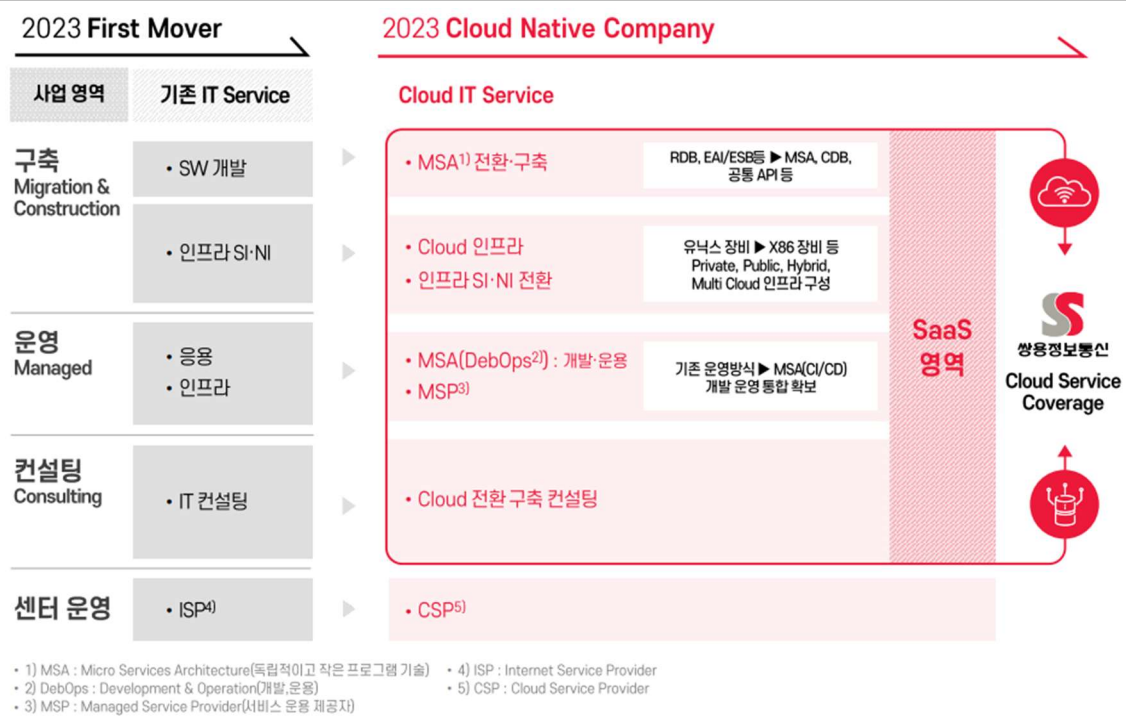 2023 First Mover
2023 Cloud Native Company
사업 영역
기존 IT Service
Cloud IT Service
구축
Migration &
Construction
• SW 개발
• MSA1) 전환·구축
RDB, EAI/ESB등 ▶ MSA, CDB,
공통 API 등
• 인프라 SI·NI
• Cloud 인프라
• 인프라 SI·NI 전환
유닉스 장비 ▶ X86 장비 등
Private, Public, Hybrid,
Multi Cloud 인프라 구성
운영
Managed
• 응용
• 인프라
• MSA(DebOps2)) : 개발·운용
• MSP3)
기존 운영방식 ▶ MSA(CI/CD)
개발 운영 통합 확보
컨설팅
Consulting
• IT 컨설팅
• Cloud 전환 구축 컨설팅
SaaS
영역
쌍용정보통신
Cloud Service
Coverage
센터 운영
• ISP4)
• CSP5)
• 1) MSA : Micro Services Architecture(독립적이고 작은 프로그램 기술)
• 2) DebOps : Development & Operation(개발,운용)
• 3) MSP : Managed Service Provider(서비스 운용 제공자)
• 4) ISP : Internet Service Provider
• 5) CSP : Cloud Service Provider